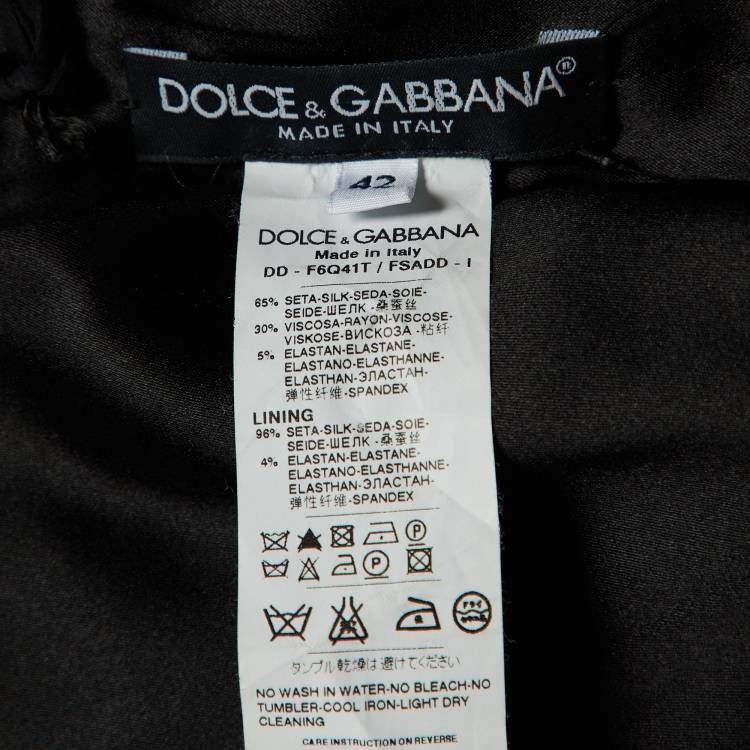 DOLCE & GABBANA®
MADE IN ITALY
42
DOLCE & GABBANA
Made in Italy
DD - F6Q41T / FSADD - I
65% SETA-SILK-SEDA-SOIE-
SEIDE-ШЕЛК -桑蚕丝
30% VISCOSA-RAYON-VISCOSE-
VISKOSE-ВИСКОЗА -粘纤
5% ELASTAN-ELASTANE-
ELASTANO-ELASTHANNE-
ELASTHAN-ЭЛАСТАН-
弹性纤维-SPANDEX
LINING
96% SETA-SILK-SEDA-SOIE-
SEIDE-ШЕЛК -桑蚕丝
4% ELASTAN-ELASTANE-
ELASTANO-ELASTHANNE-
ELASTHAN-ЭЛАСТАН-
弹性纤维-SPANDEX
P
P
ドライ
タンブル乾燥は避けてください
NO WASH IN WATER-NO BLEACH-NO
TUMBLER-COOL IRON-LIGHT DRY
CLEANING
CARE INSTRUCTION ON REVERSE